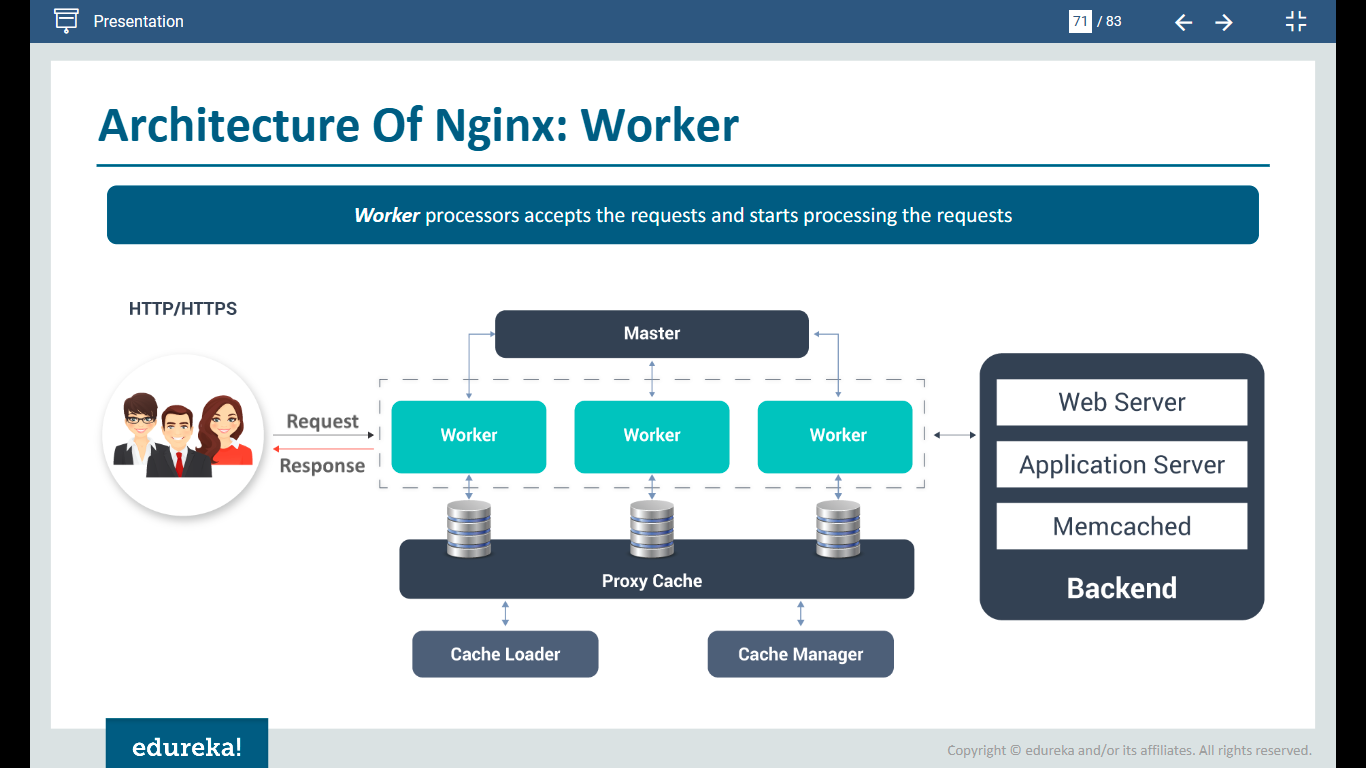 Presentation
71 / 83
Architecture Of Nginx: Worker
Worker processors accepts the requests and starts processing the requests
HTTP/HTTPS
Master
Request
Response
Worker
Worker
Worker
Web Server
Application Server
Memcached
Backend
Proxy Cache
Cache Loader
Cache Manager
edureka!
Copyright © edureka and/or its affiliates. All rights reserved.